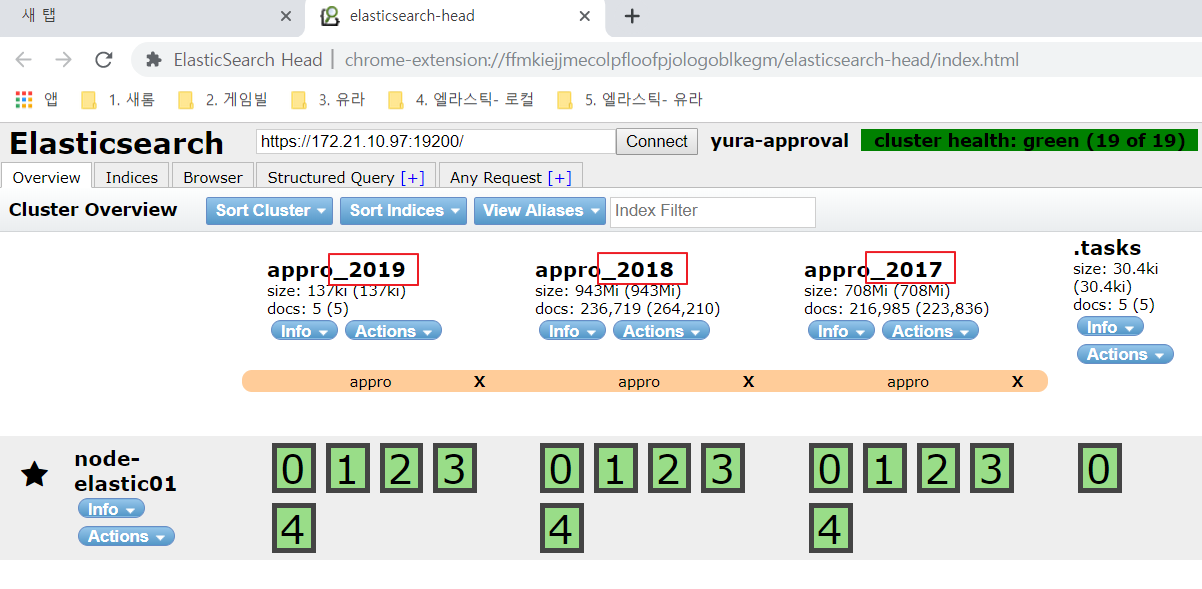 새 탭
elasticsearch-head
ElasticSearch Head | chrome-extension://ffmkiejjmecolpfloofpjologoblkegm/elasticsearch-head/index.html
앱 1. 새롬 2. 게임빌 3. 유라 4. 엘라스틱- 로컬 5. 엘라스틱- 유라
Elasticsearch https://172.21.10.97:19200/ Connect yura-approval cluster health: green (19 of 19)
Overview Indices Browser Structured Query [+] Any Request [+]
Cluster Overview Sort Cluster Sort Indices View Aliases Index Filter
appro_2019
size: 137ki (137ki)
docs: 5 (5)
Info Actions
appro_2018
size: 943Mi (943Mi)
docs: 236,719 (264,210)
Info Actions
appro_2017
size: 708Mi (708Mi)
docs: 216,985 (223,836)
Info Actions
.tasks
size: 30.4ki
(30.4ki)
docs: 5 (5)
Info
Actions
appro X appro X appro X
node-
elastic01
Info
Actions
0 1 2 3
4
0 1 2 3
4
0 1 2 3
4
0